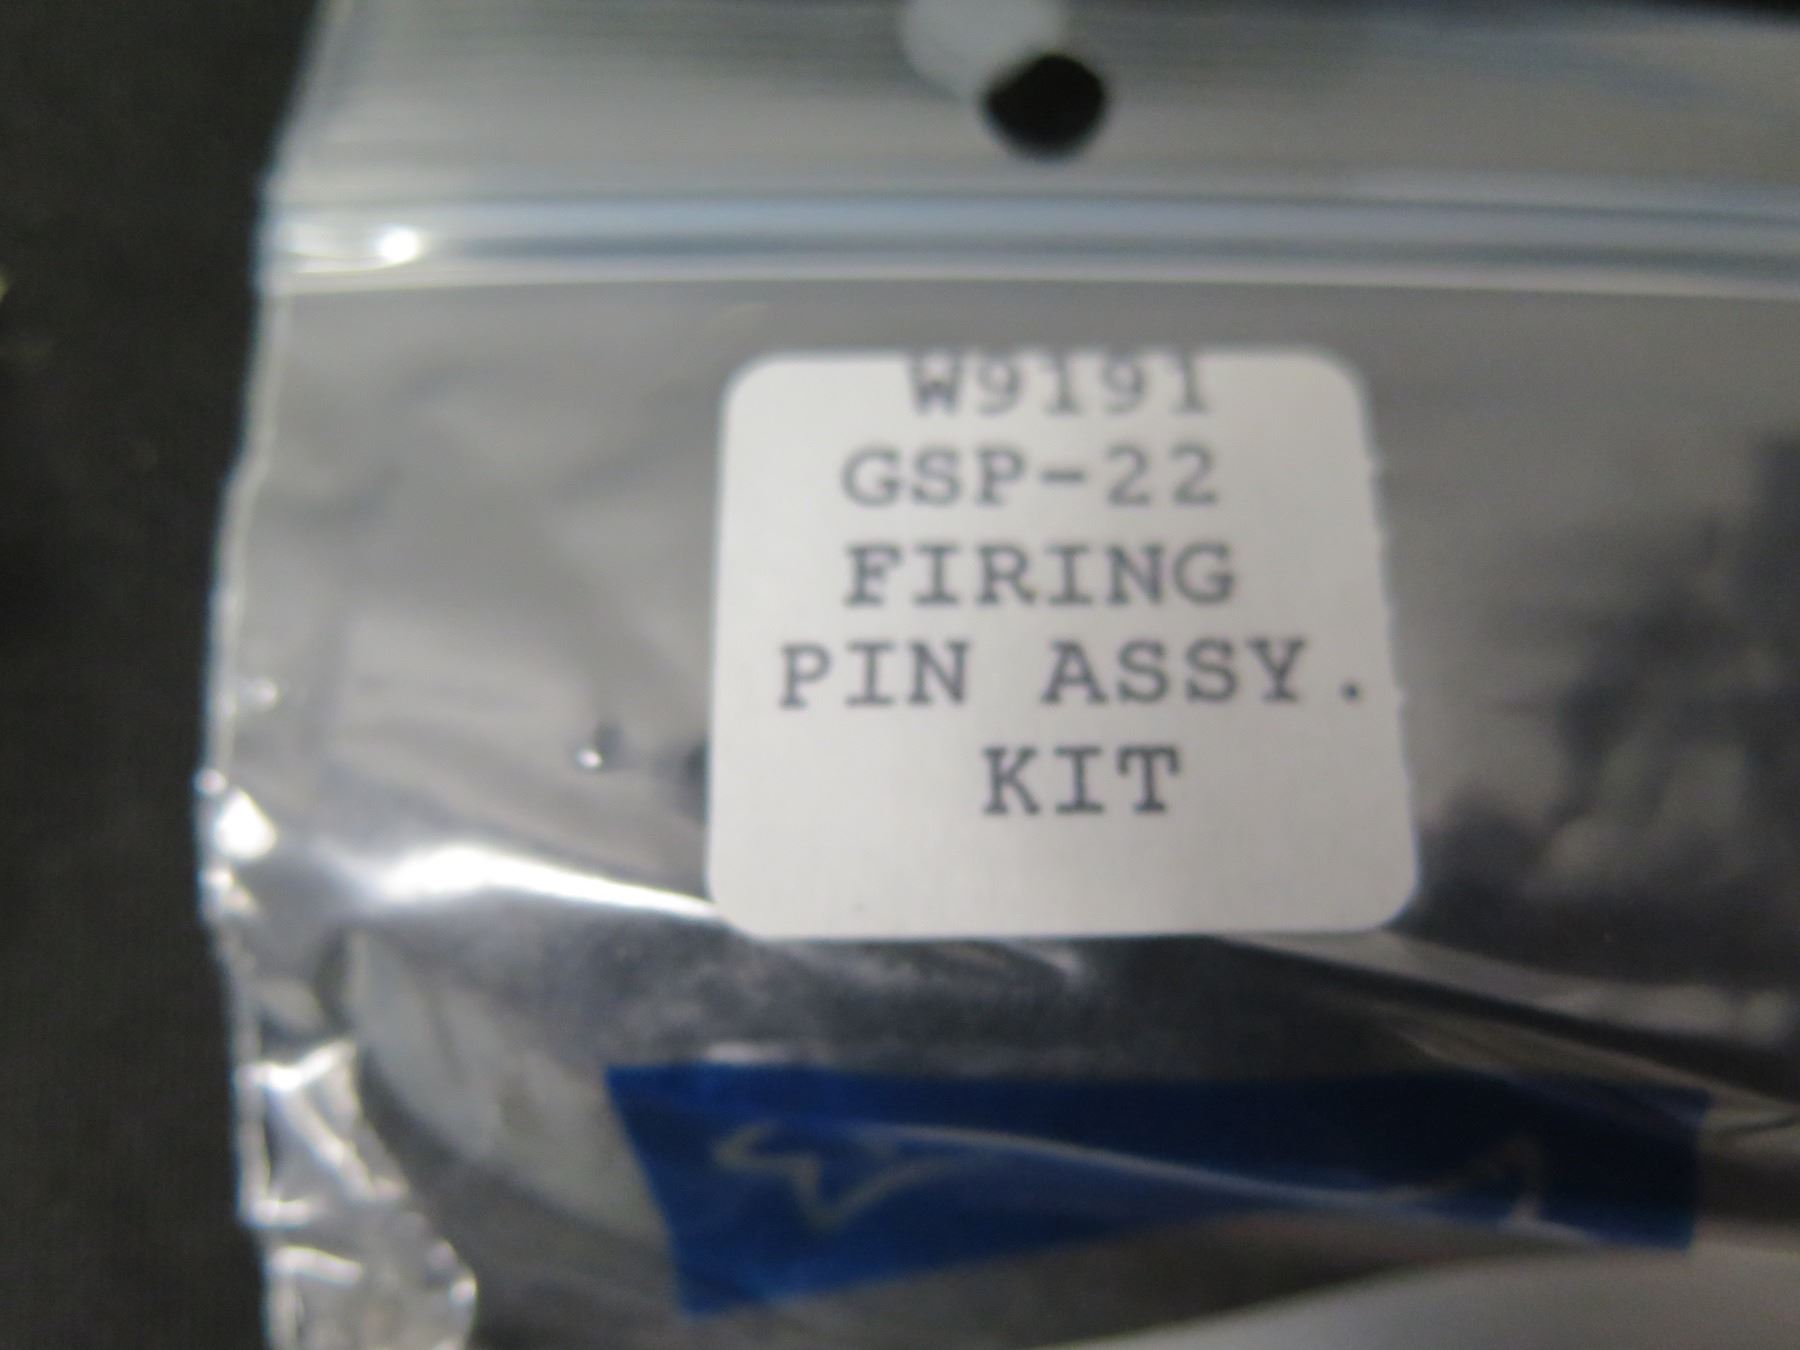 W9191
GSP-22
FIRING
PIN ASSY.
KIT